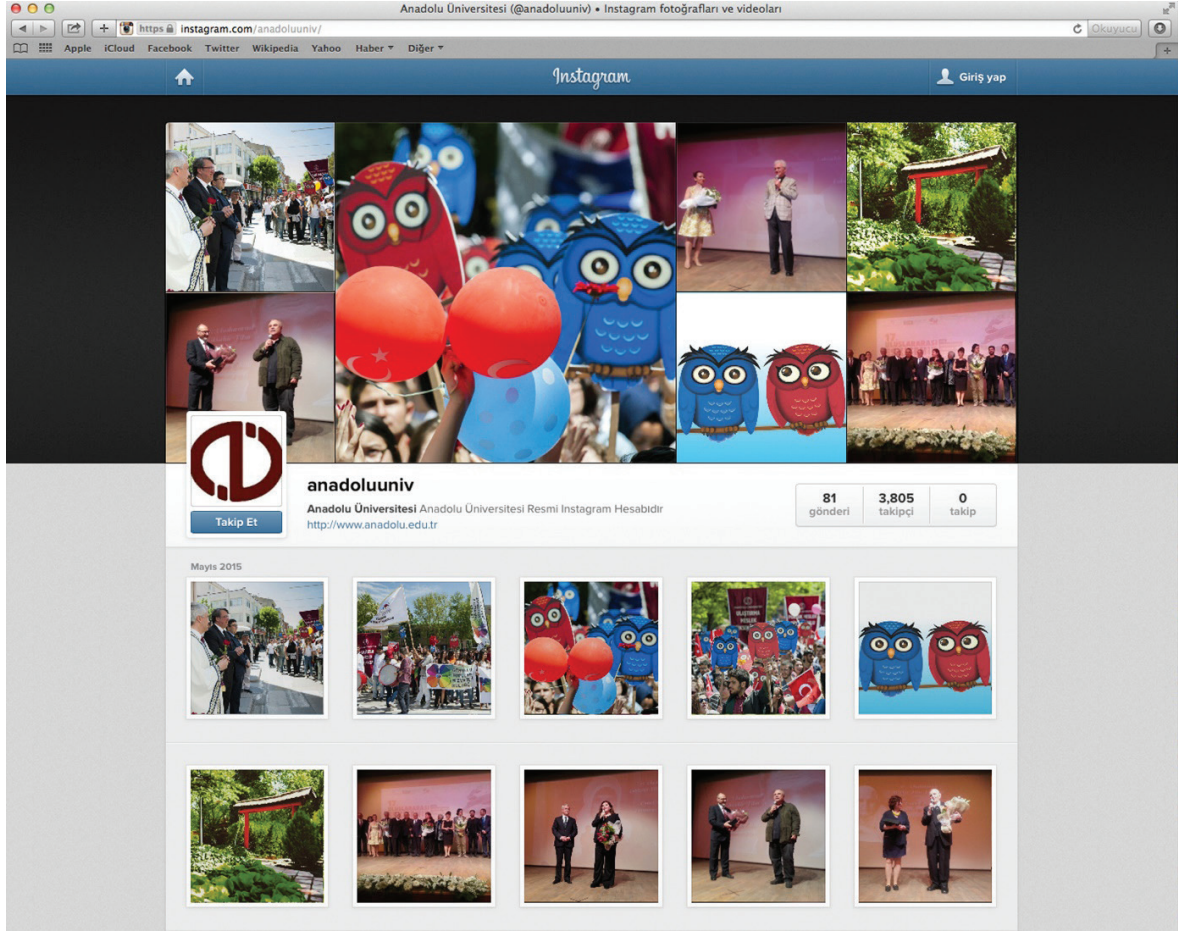 Anadolu Üniversitesi (@anadoluuniv) • Instagram fotoğrafları ve videoları
https instagram.com/anadoluuniv/
Okuyucu
Apple iCloud Facebook Twitter Wikipedia Yahoo Haber Diğer
Instagram
Giriş yap
anadoluuniv
Anadolu Üniversitesi Anadolu Üniversitesi Resmi Instagram Hesabıdır
http://www.anadolu.edu.tr
Takip Et
81 3,805 0
gönderi takipçi takip
Mayıs 2015